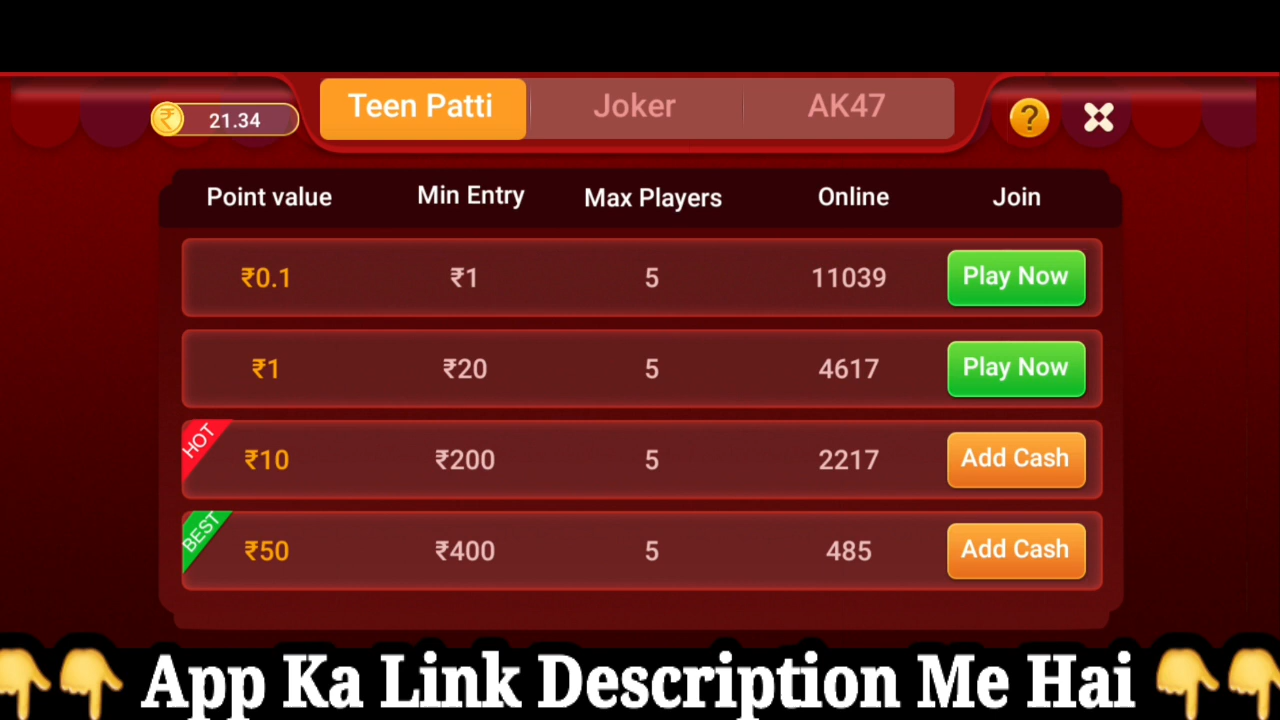 21.34
Teen Patti Joker AK47
?
Point value Min Entry Max Players Online Join
₹0.1 ₹1 5 11039 Play Now
₹1 ₹20 5 4617 Play Now
HOT
₹10 ₹200 5 2217 Add Cash
BEST
₹50 ₹400 5 485 Add Cash
App Ka Link Description Me Hai